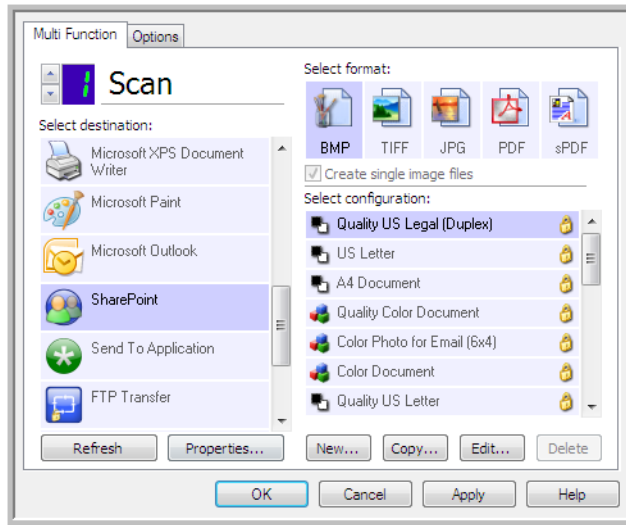 Multi Function
Options
1 Scan
Select destination:
Microsoft XPS Document
Writer
Microsoft Paint
Microsoft Outlook
SharePoint
Send To Application
FTP Transfer
Refresh
Properties...
Select format:
BMP
TIFF
JPG
PDF
sPDF
Create single image files
Select configuration:
Quality US Legal (Duplex)
US Letter
A4 Document
Quality Color Document
Color Photo for Email (6x4)
Color Document
Quality US Letter
New...
Copy...
Edit...
Delete
OK
Cancel
Apply
Help